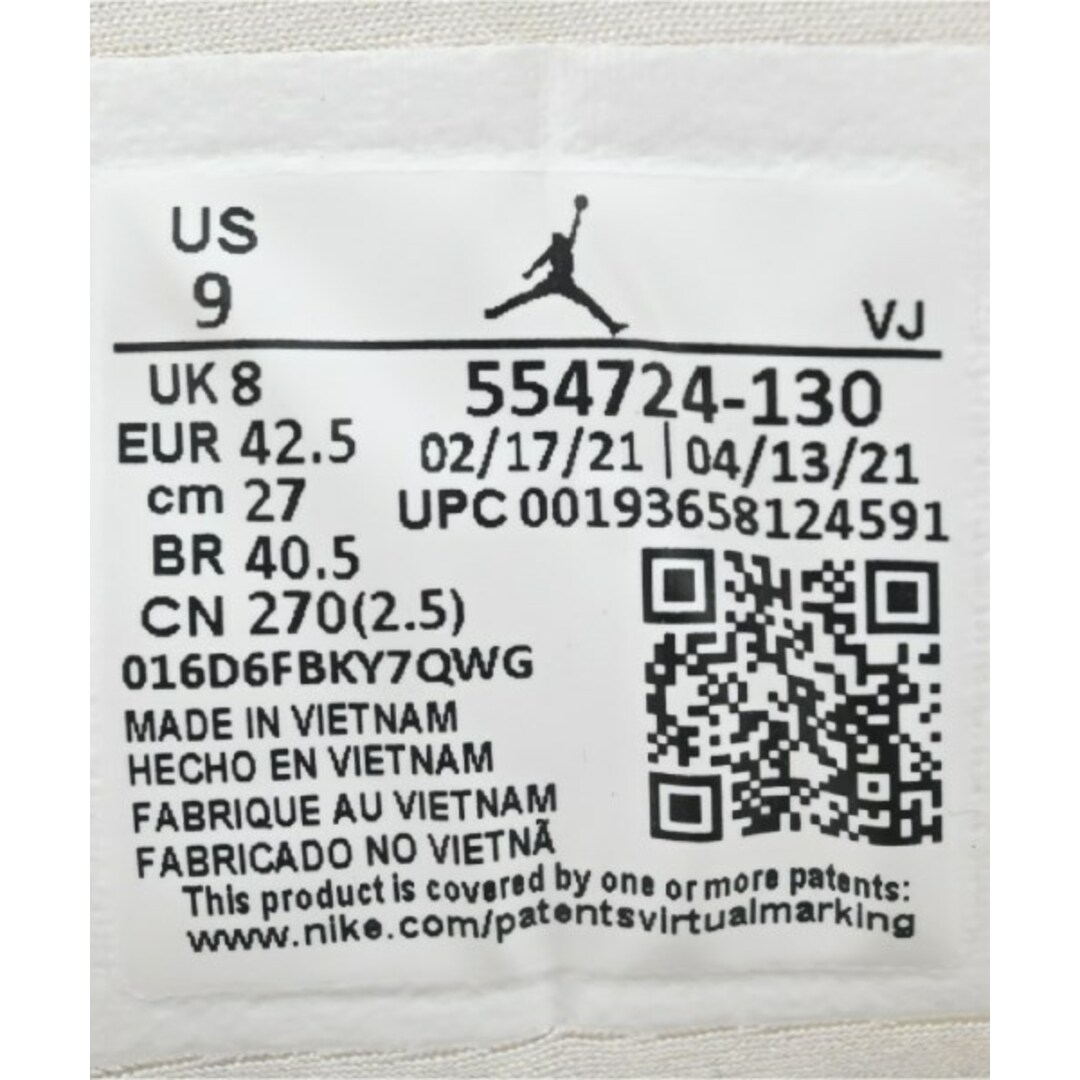 US
9
VJ
UK 8
554724-130
EUR 42.5
02/17/21 | 04/13/21
cm 27
UPC 00193658124591
BR 40.5
CN 270(2.5)
016D6FBKY7QWG
MADE IN VIETNAM
HECHO EN VIETNAM
FABRIQUE AU VIETNAM
FABRICADO NO VIETNÃ
This product is covered by one or more patents:
www.nike.com/patentsvirtualmarking